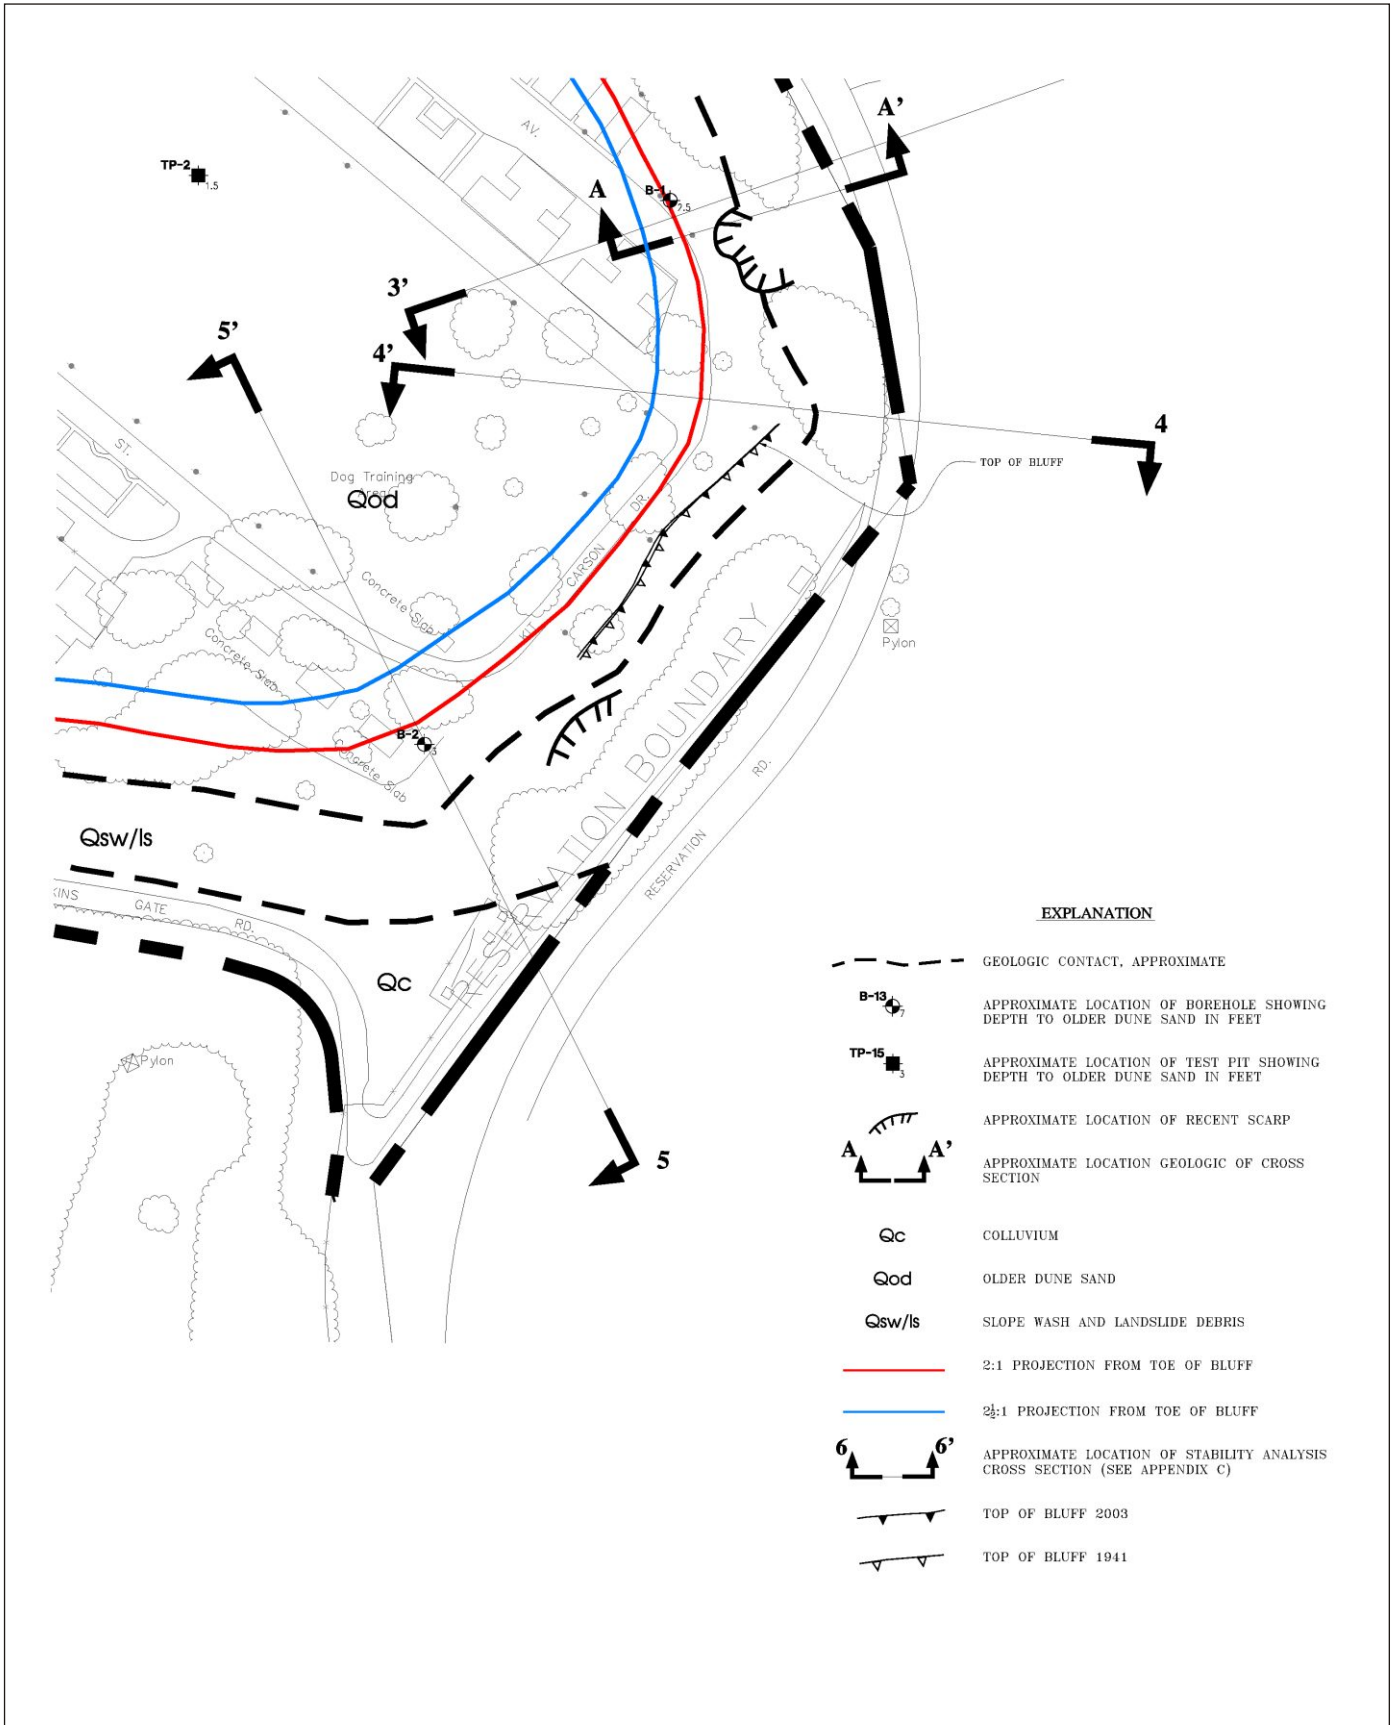 A'
AV.
TP-2
1.5
A
B-1
2.5
3'
5'
4'
4
ST.
TOP OF BLUFF
Dog Training
Area
Qod
KIT CARSON DR.
Concrete Slab
Concrete Slab
Pylon
B-2
3
Concrete Slab
RESERVATION BOUNDARY
RD.
Qsw/ls
RESERVATION
KINS GATE RD.
Qc
Pylon
5
EXPLANATION
GEOLOGIC CONTACT, APPROXIMATE
B-13
7
APPROXIMATE LOCATION OF BOREHOLE SHOWING
DEPTH TO OLDER DUNE SAND IN FEET
TP-15
3
APPROXIMATE LOCATION OF TEST PIT SHOWING
DEPTH TO OLDER DUNE SAND IN FEET
APPROXIMATE LOCATION OF RECENT SCARP
A A'
APPROXIMATE LOCATION GEOLOGIC OF CROSS
SECTION
Qc
COLLUVIUM
Qod
OLDER DUNE SAND
Qsw/ls
SLOPE WASH AND LANDSLIDE DEBRIS
2:1 PROJECTION FROM TOE OF BLUFF
2½:1 PROJECTION FROM TOE OF BLUFF
6 6'
APPROXIMATE LOCATION OF STABILITY ANALYSIS
CROSS SECTION (SEE APPENDIX C)
TOP OF BLUFF 2003
TOP OF BLUFF 1941